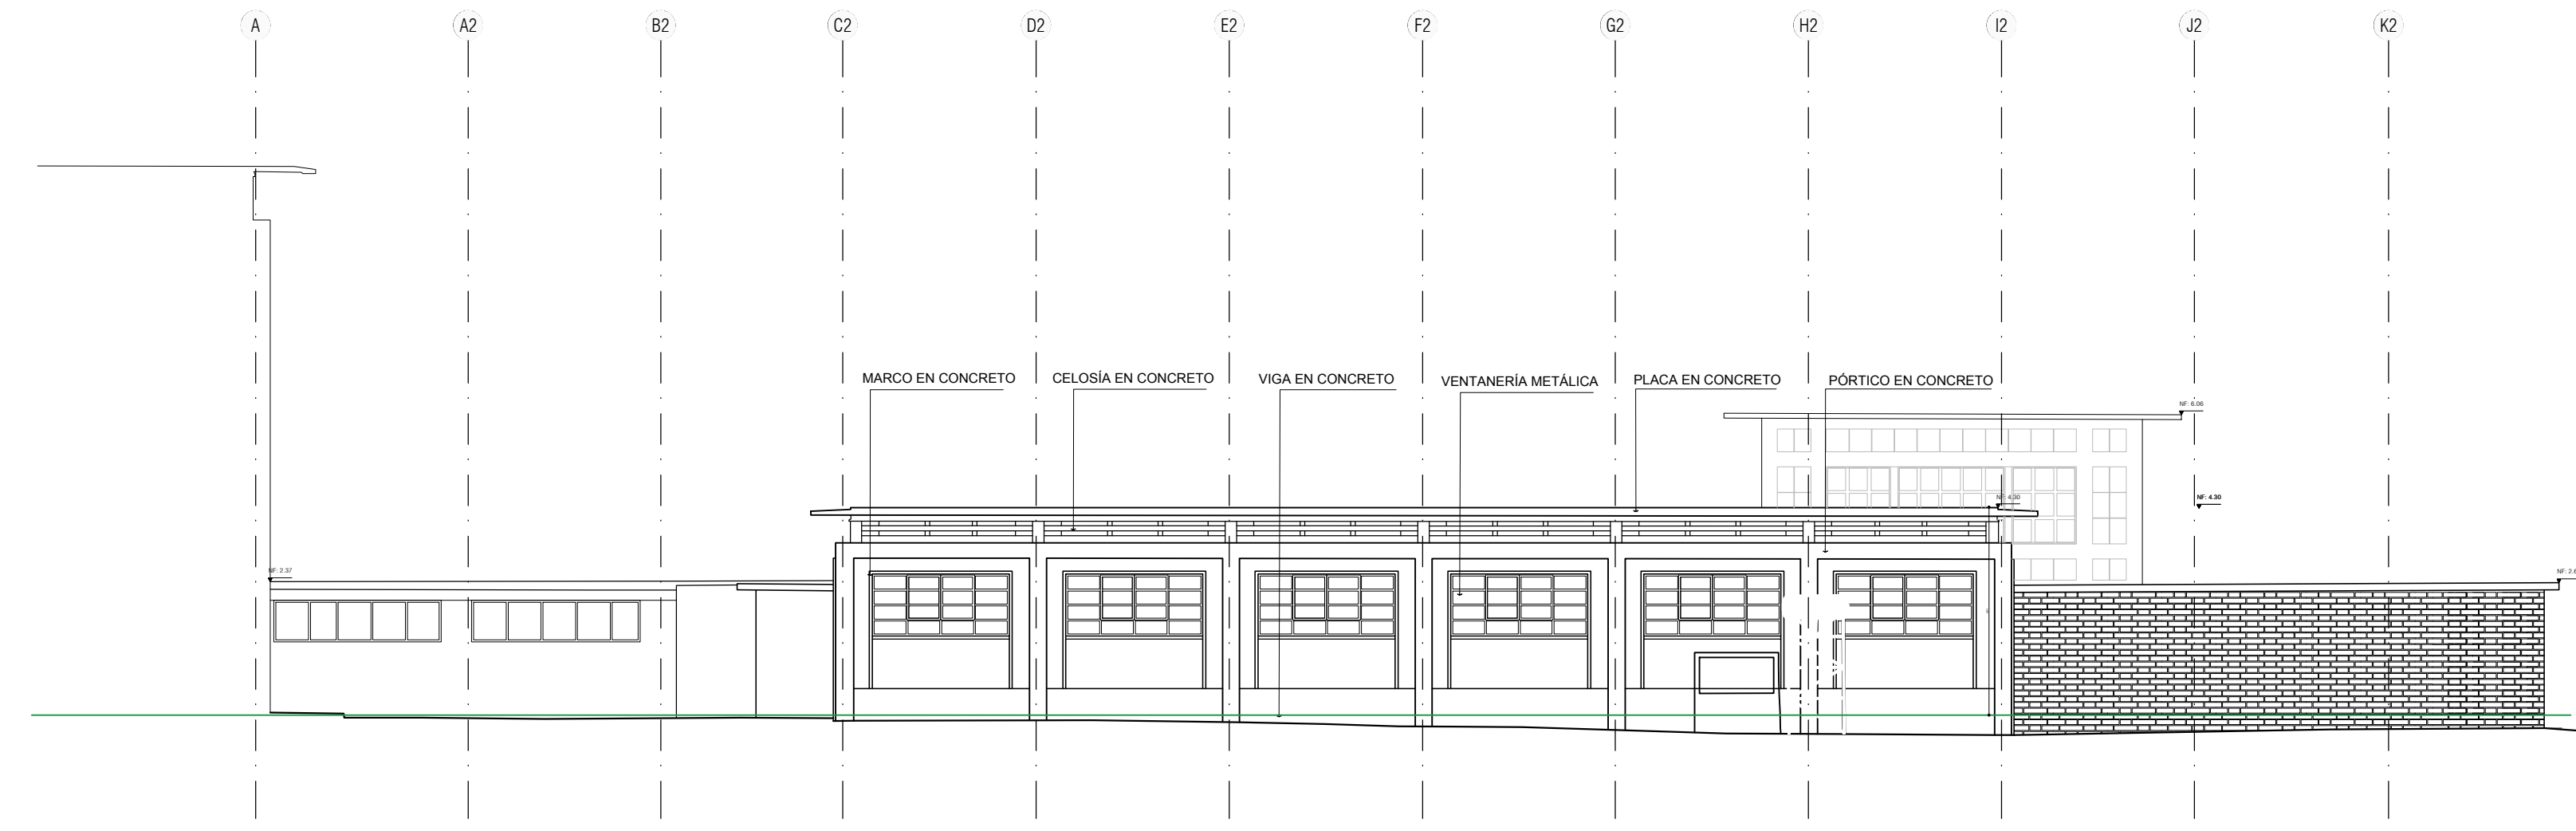 A
A2
B2
C2
D2
E2
F2
G2
H2
I2
J2
K2
MARCO EN CONCRETO
CELOSÍA EN CONCRETO
VIGA EN CONCRETO
VENTANERÍA METÁLICA
PLACA EN CONCRETO
PÓRTICO EN CONCRETO
NF: 6.06
NF: 4.30
NF: 4.30
NF: 2.37